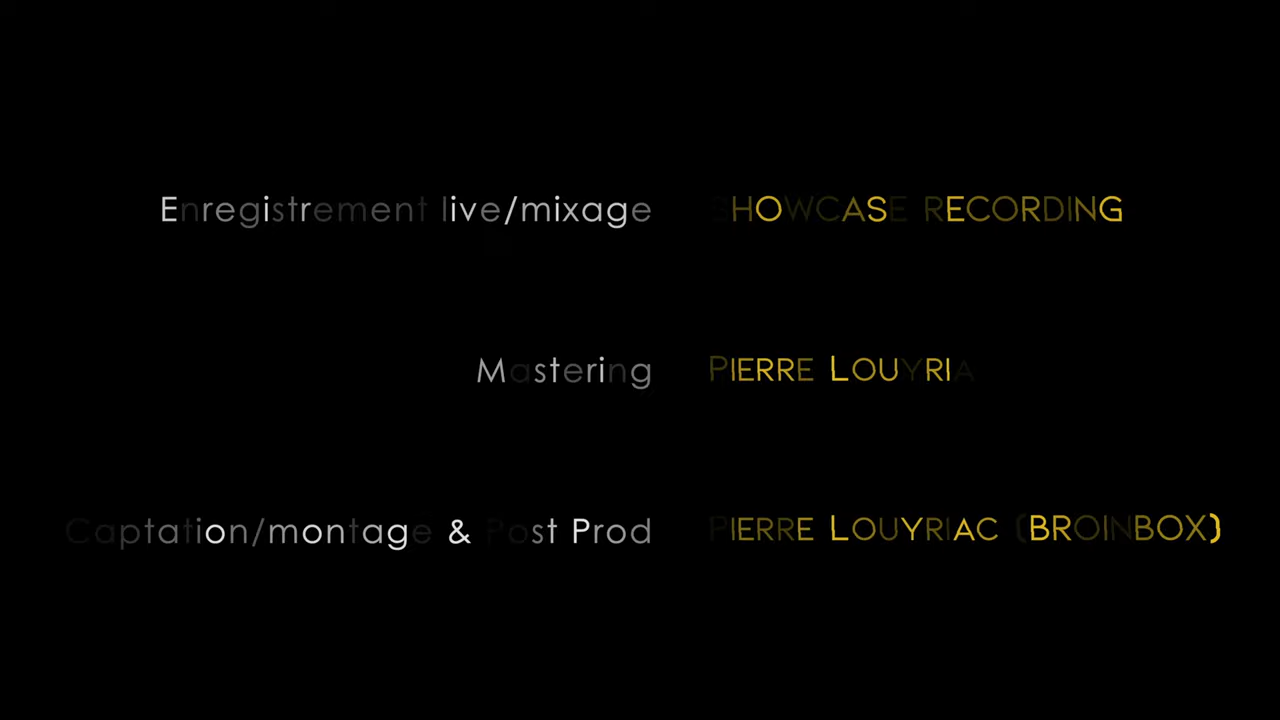 Enregistrement live/mixage SHOWCASE RECORDING
Mastering PIERRE LOUYRIA
Captation/montage & Post Prod PIERRE LOUYRIAC (BROINBOX)